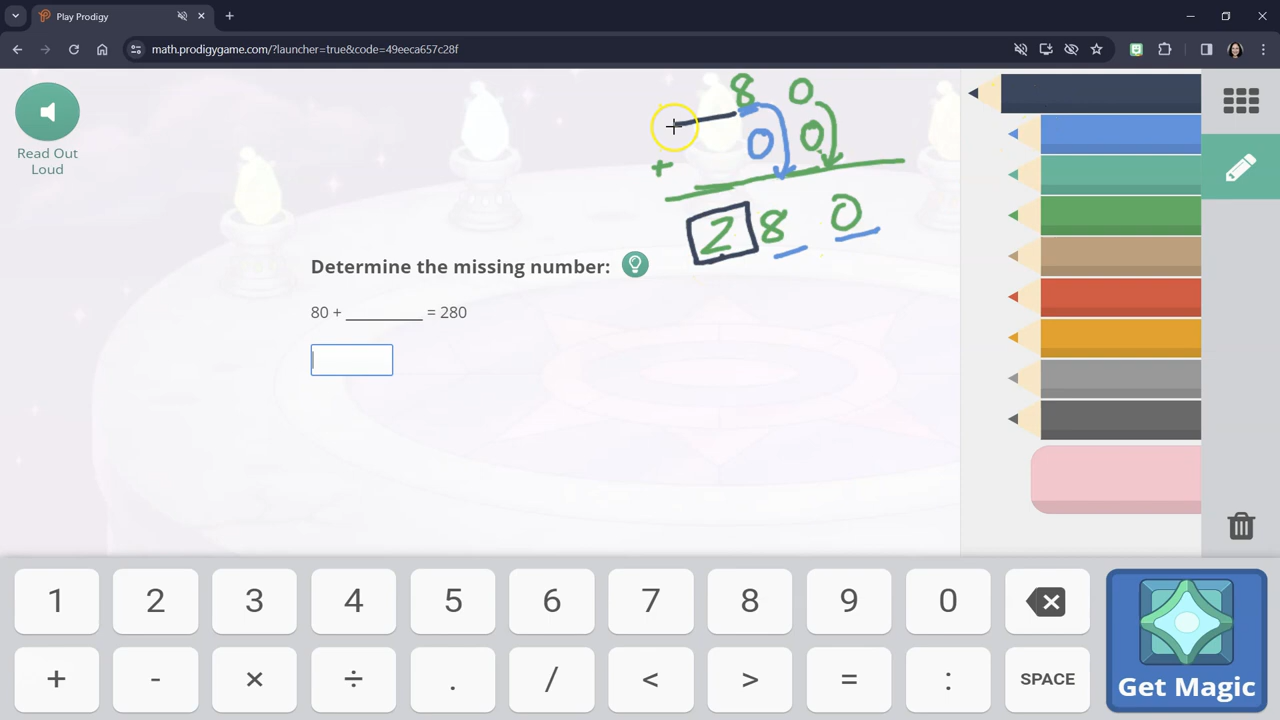 Play Prodigy
math.prodigygame.com/?launcher=true&code=49eeca657c28f
Read Out
Loud
8 0
0 0
+
2 8 0
Determine the missing number:
80 + ________ = 280
1 2 3 4 5 6 7 8 9 0
+ - × ÷ . / < > = : SPACE
Get Magic